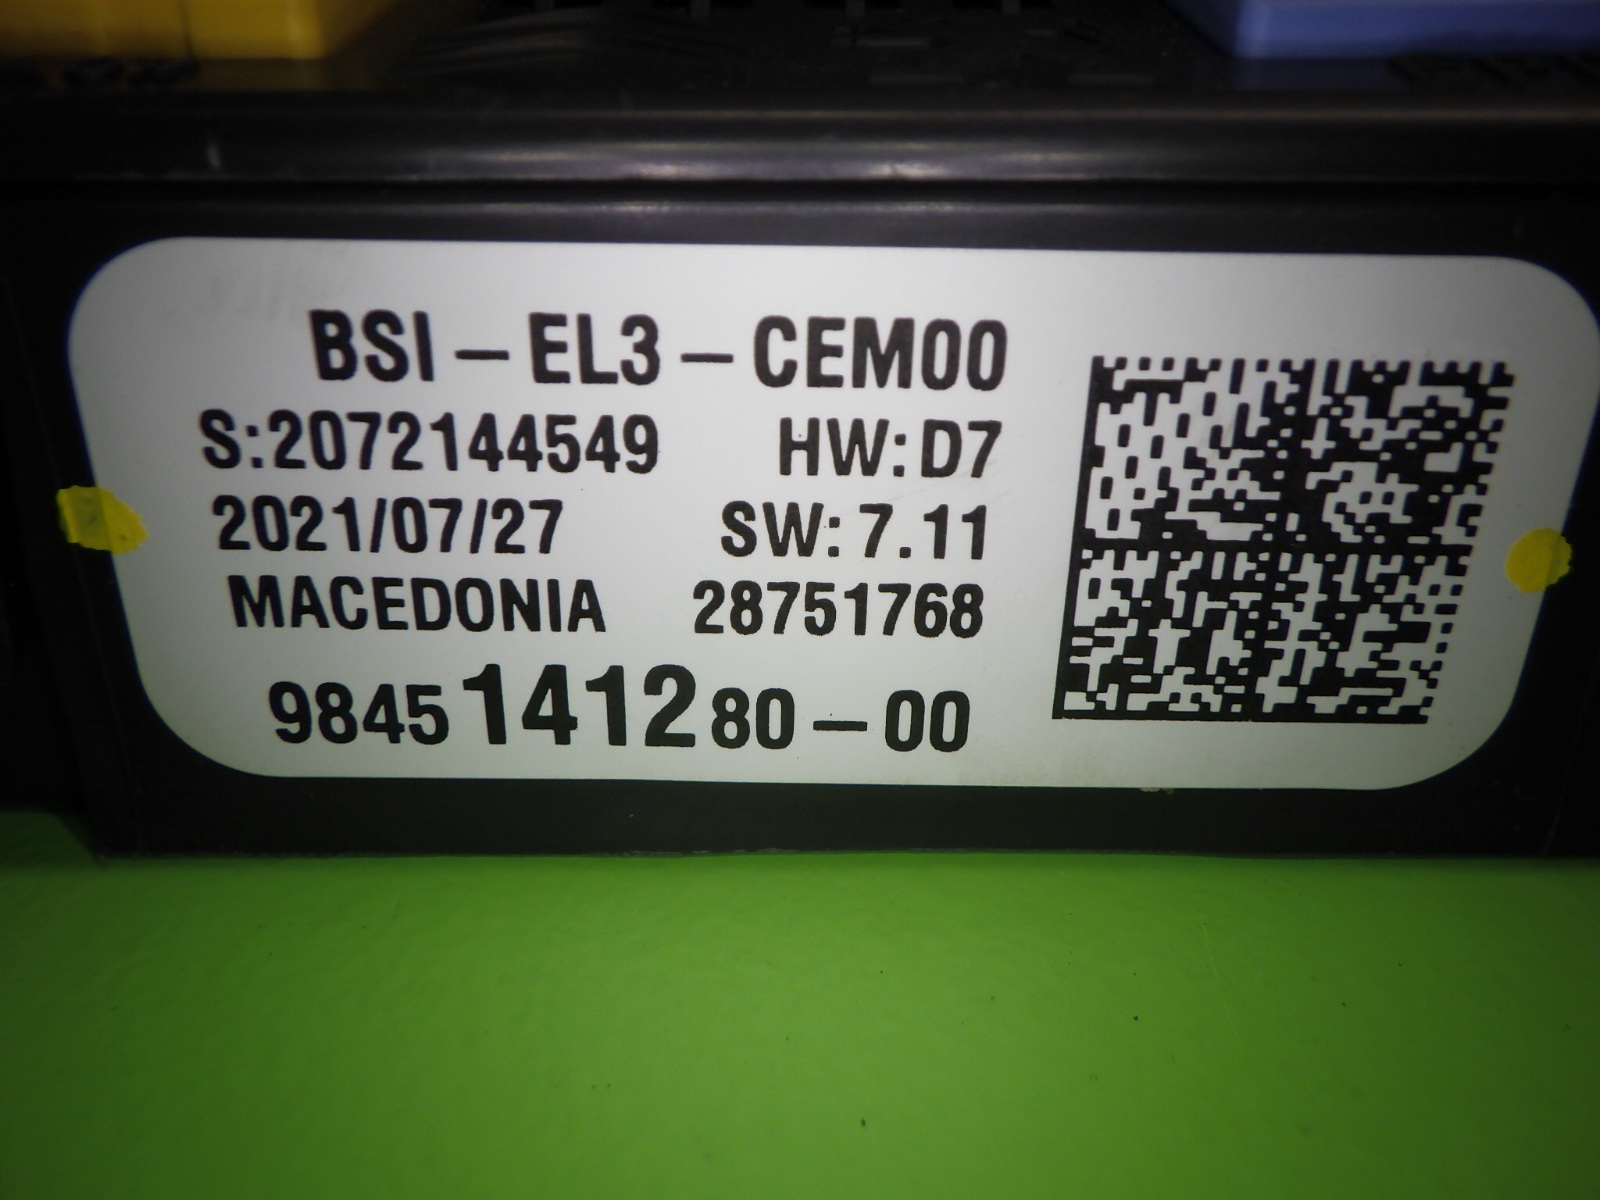 BSI – EL3 – CEM00
S:2072144549 HW:D7
2021/07/27 SW:7.11
MACEDONIA 28751768
9845141280–00